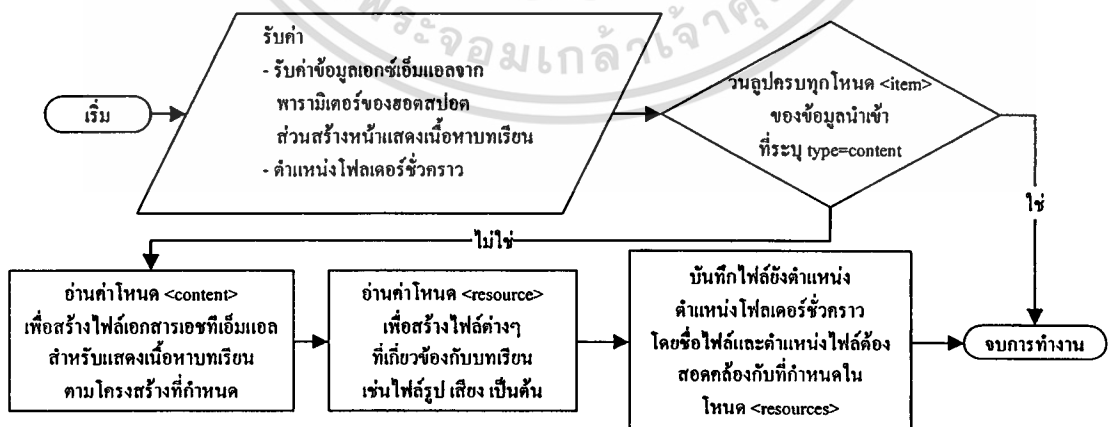 พระจอมเกล้าเจ้าคุ
เริ่ม
รับค่า
- รับค่าข้อมูลเอกซ์เอ็มแอลจาก
พารามิเตอร์ของฮอตสปอต
ส่วนสร้างหน้าแสดงเนื้อหาบทเรียน
- ตำแหน่งโฟลเดอร์ชั่วคราว
วนลูปครบทุกโหนด <item>
ของข้อมูลนำเข้า
ที่ระบุ type=content
ใช่
ไม่ใช่
อ่านค่าโหนด <content>
เพื่อสร้างไฟล์เอกสารเอชทีเอ็มแอล
สำหรับแสดงเนื้อหาบทเรียน
ตามโครงสร้างที่กำหนด
อ่านค่าโหนด <resource>
เพื่อสร้างไฟล์ต่างๆ
ที่เกี่ยวข้องกับบทเรียน
เช่นไฟล์รูป เสียง เป็นต้น
บันทึกไฟล์ยังตำแหน่ง
ตำแหน่งโฟลเดอร์ชั่วคราว
โดยชื่อไฟล์และตำแหน่งไฟล์ต้อง
สอดคล้องกับที่กำหนดใน
โหนด <resources>
จบการทำงาน